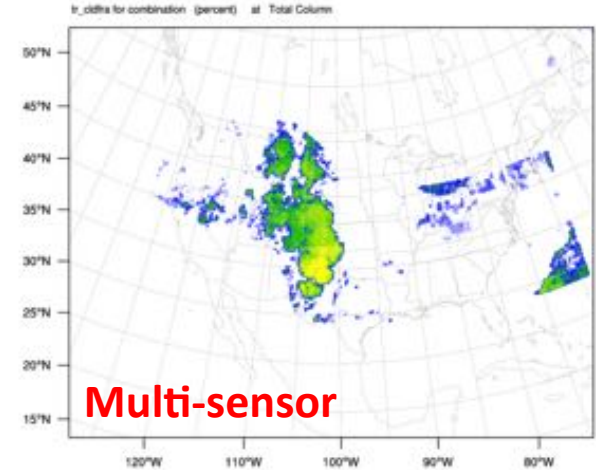 tr_cldfra for combination (percent) at Total Column
50°N
45°N
40°N
35°N
30°N
25°N
20°N
15°N
Multi-sensor
120°W 110°W 100°W 90°W 80°W